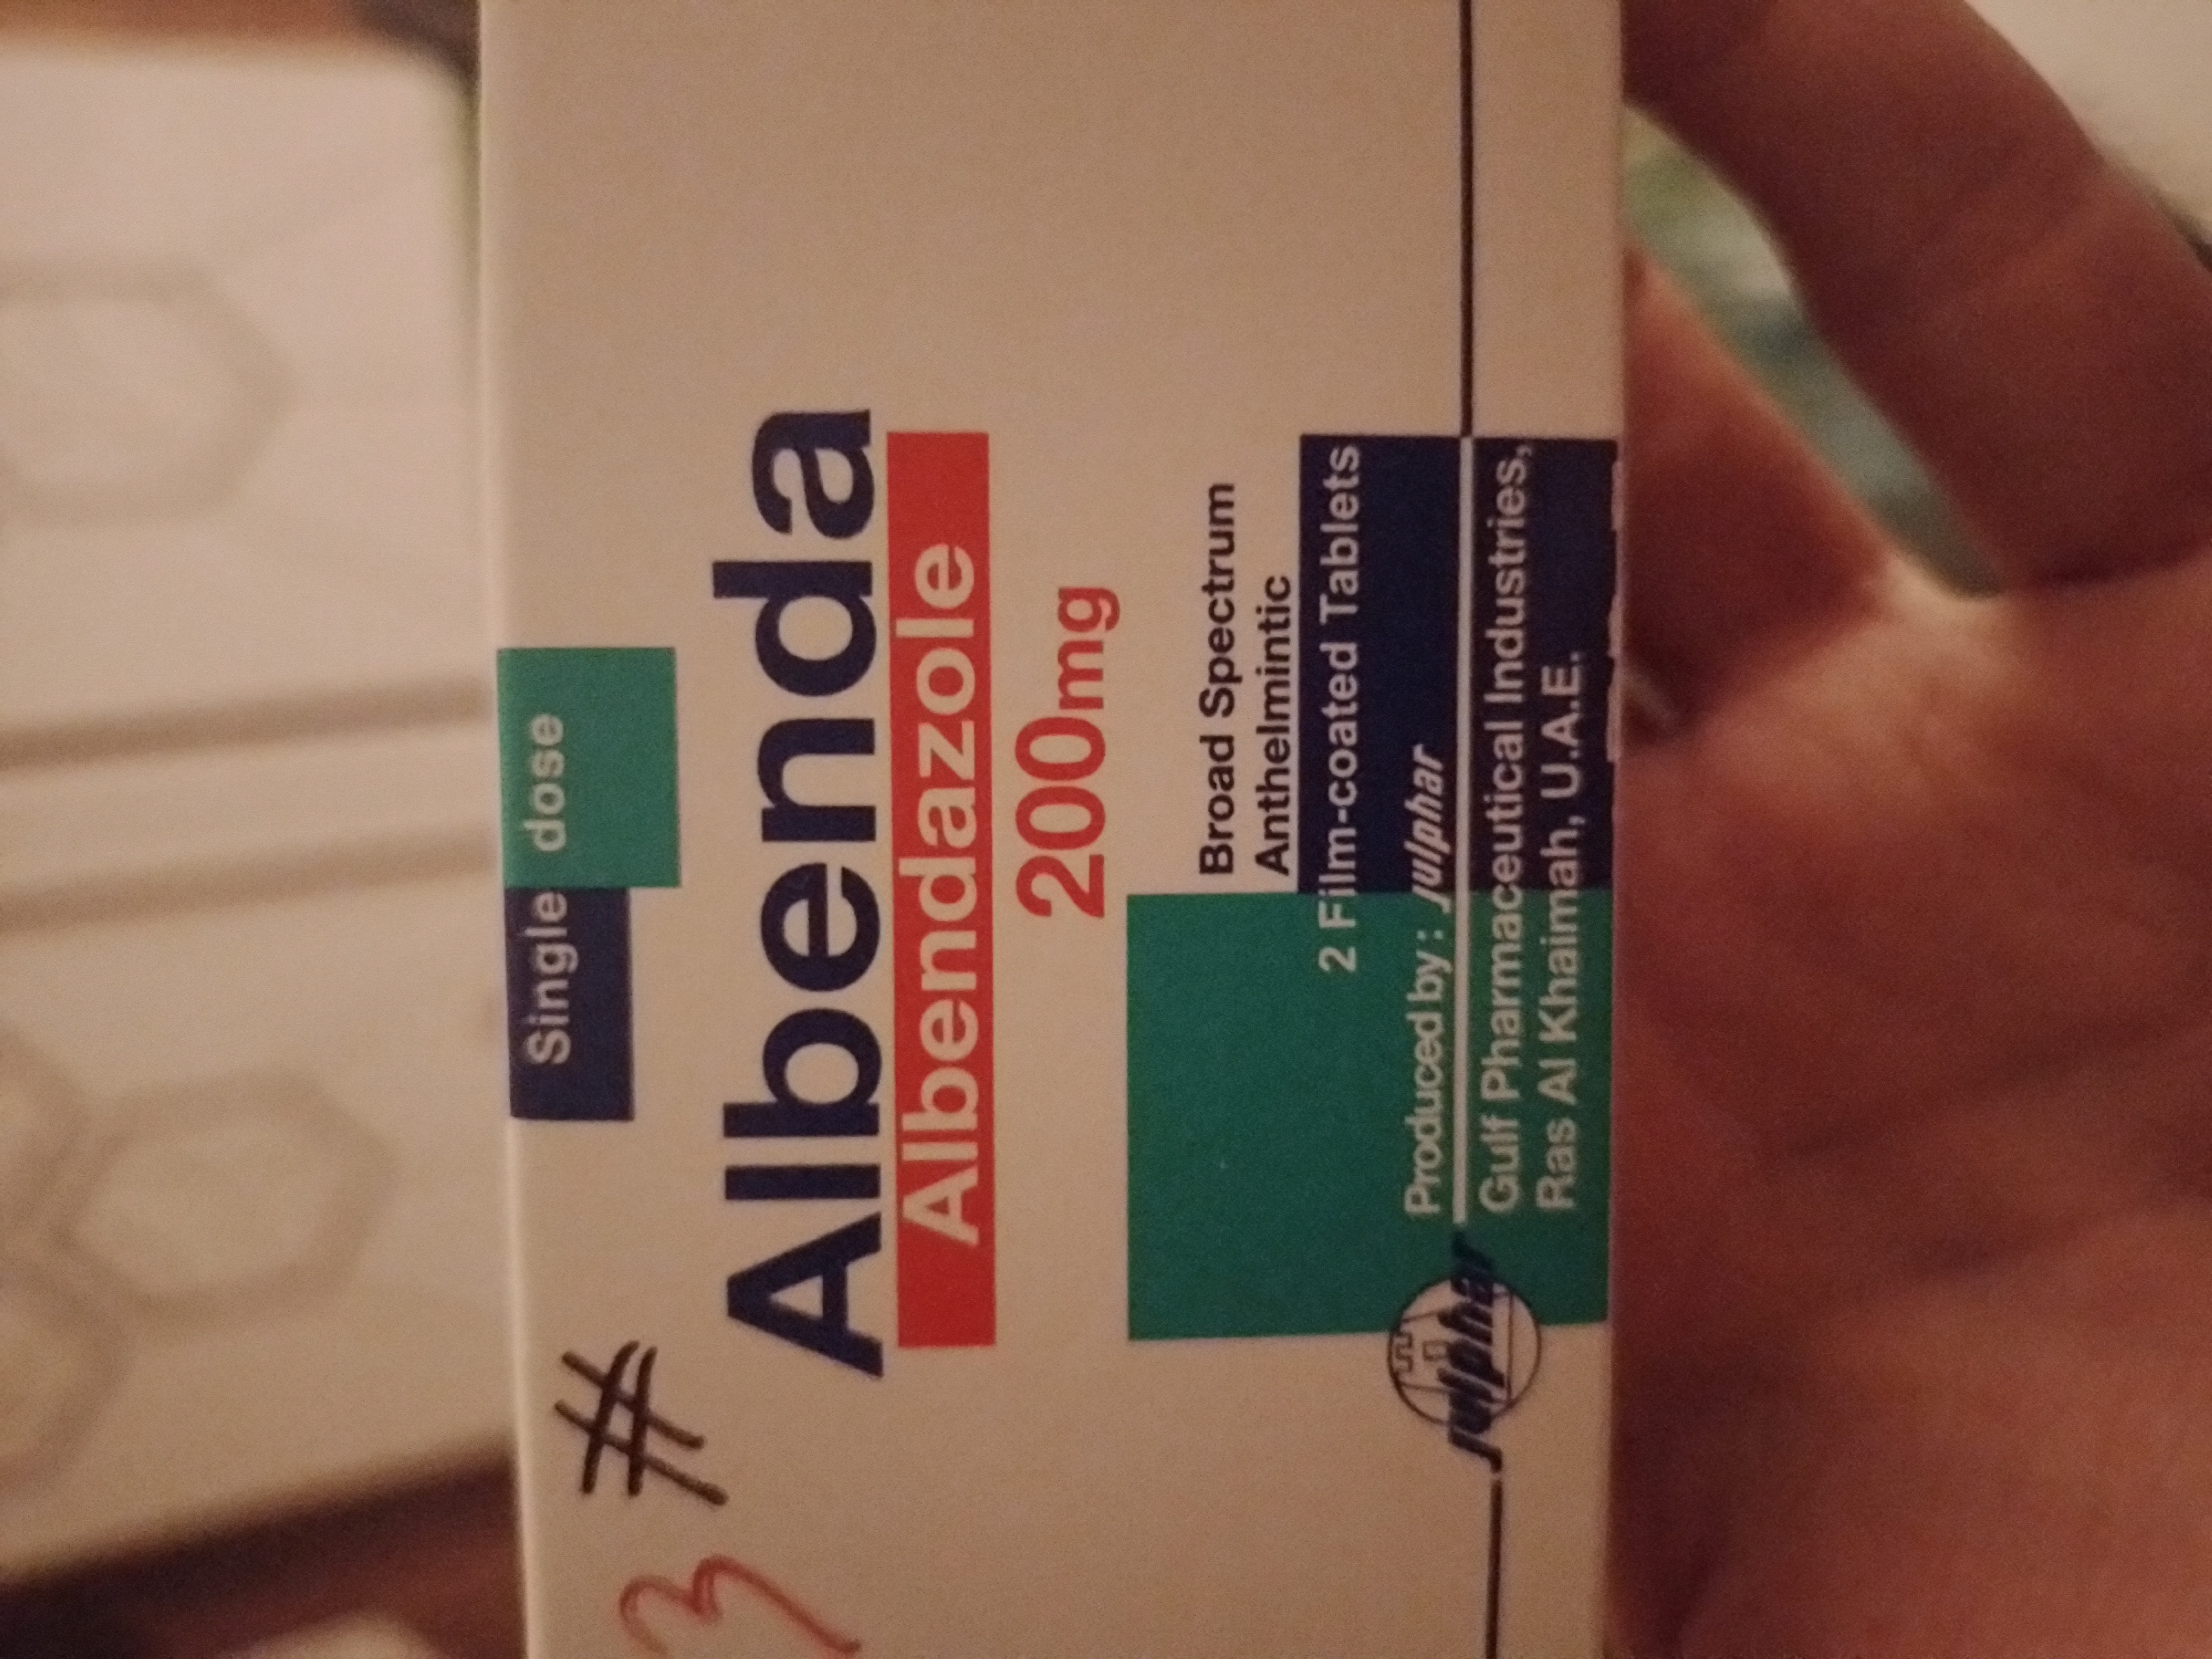 #
Single dose
Albenda
Albendazole
200mg
Broad Spectrum
Anthelmintic
2 Film-coated Tablets
Produced by : Julphar
Julphar
Gulf Pharmaceutical Industries,
Ras Al Khaimah, U.A.E.